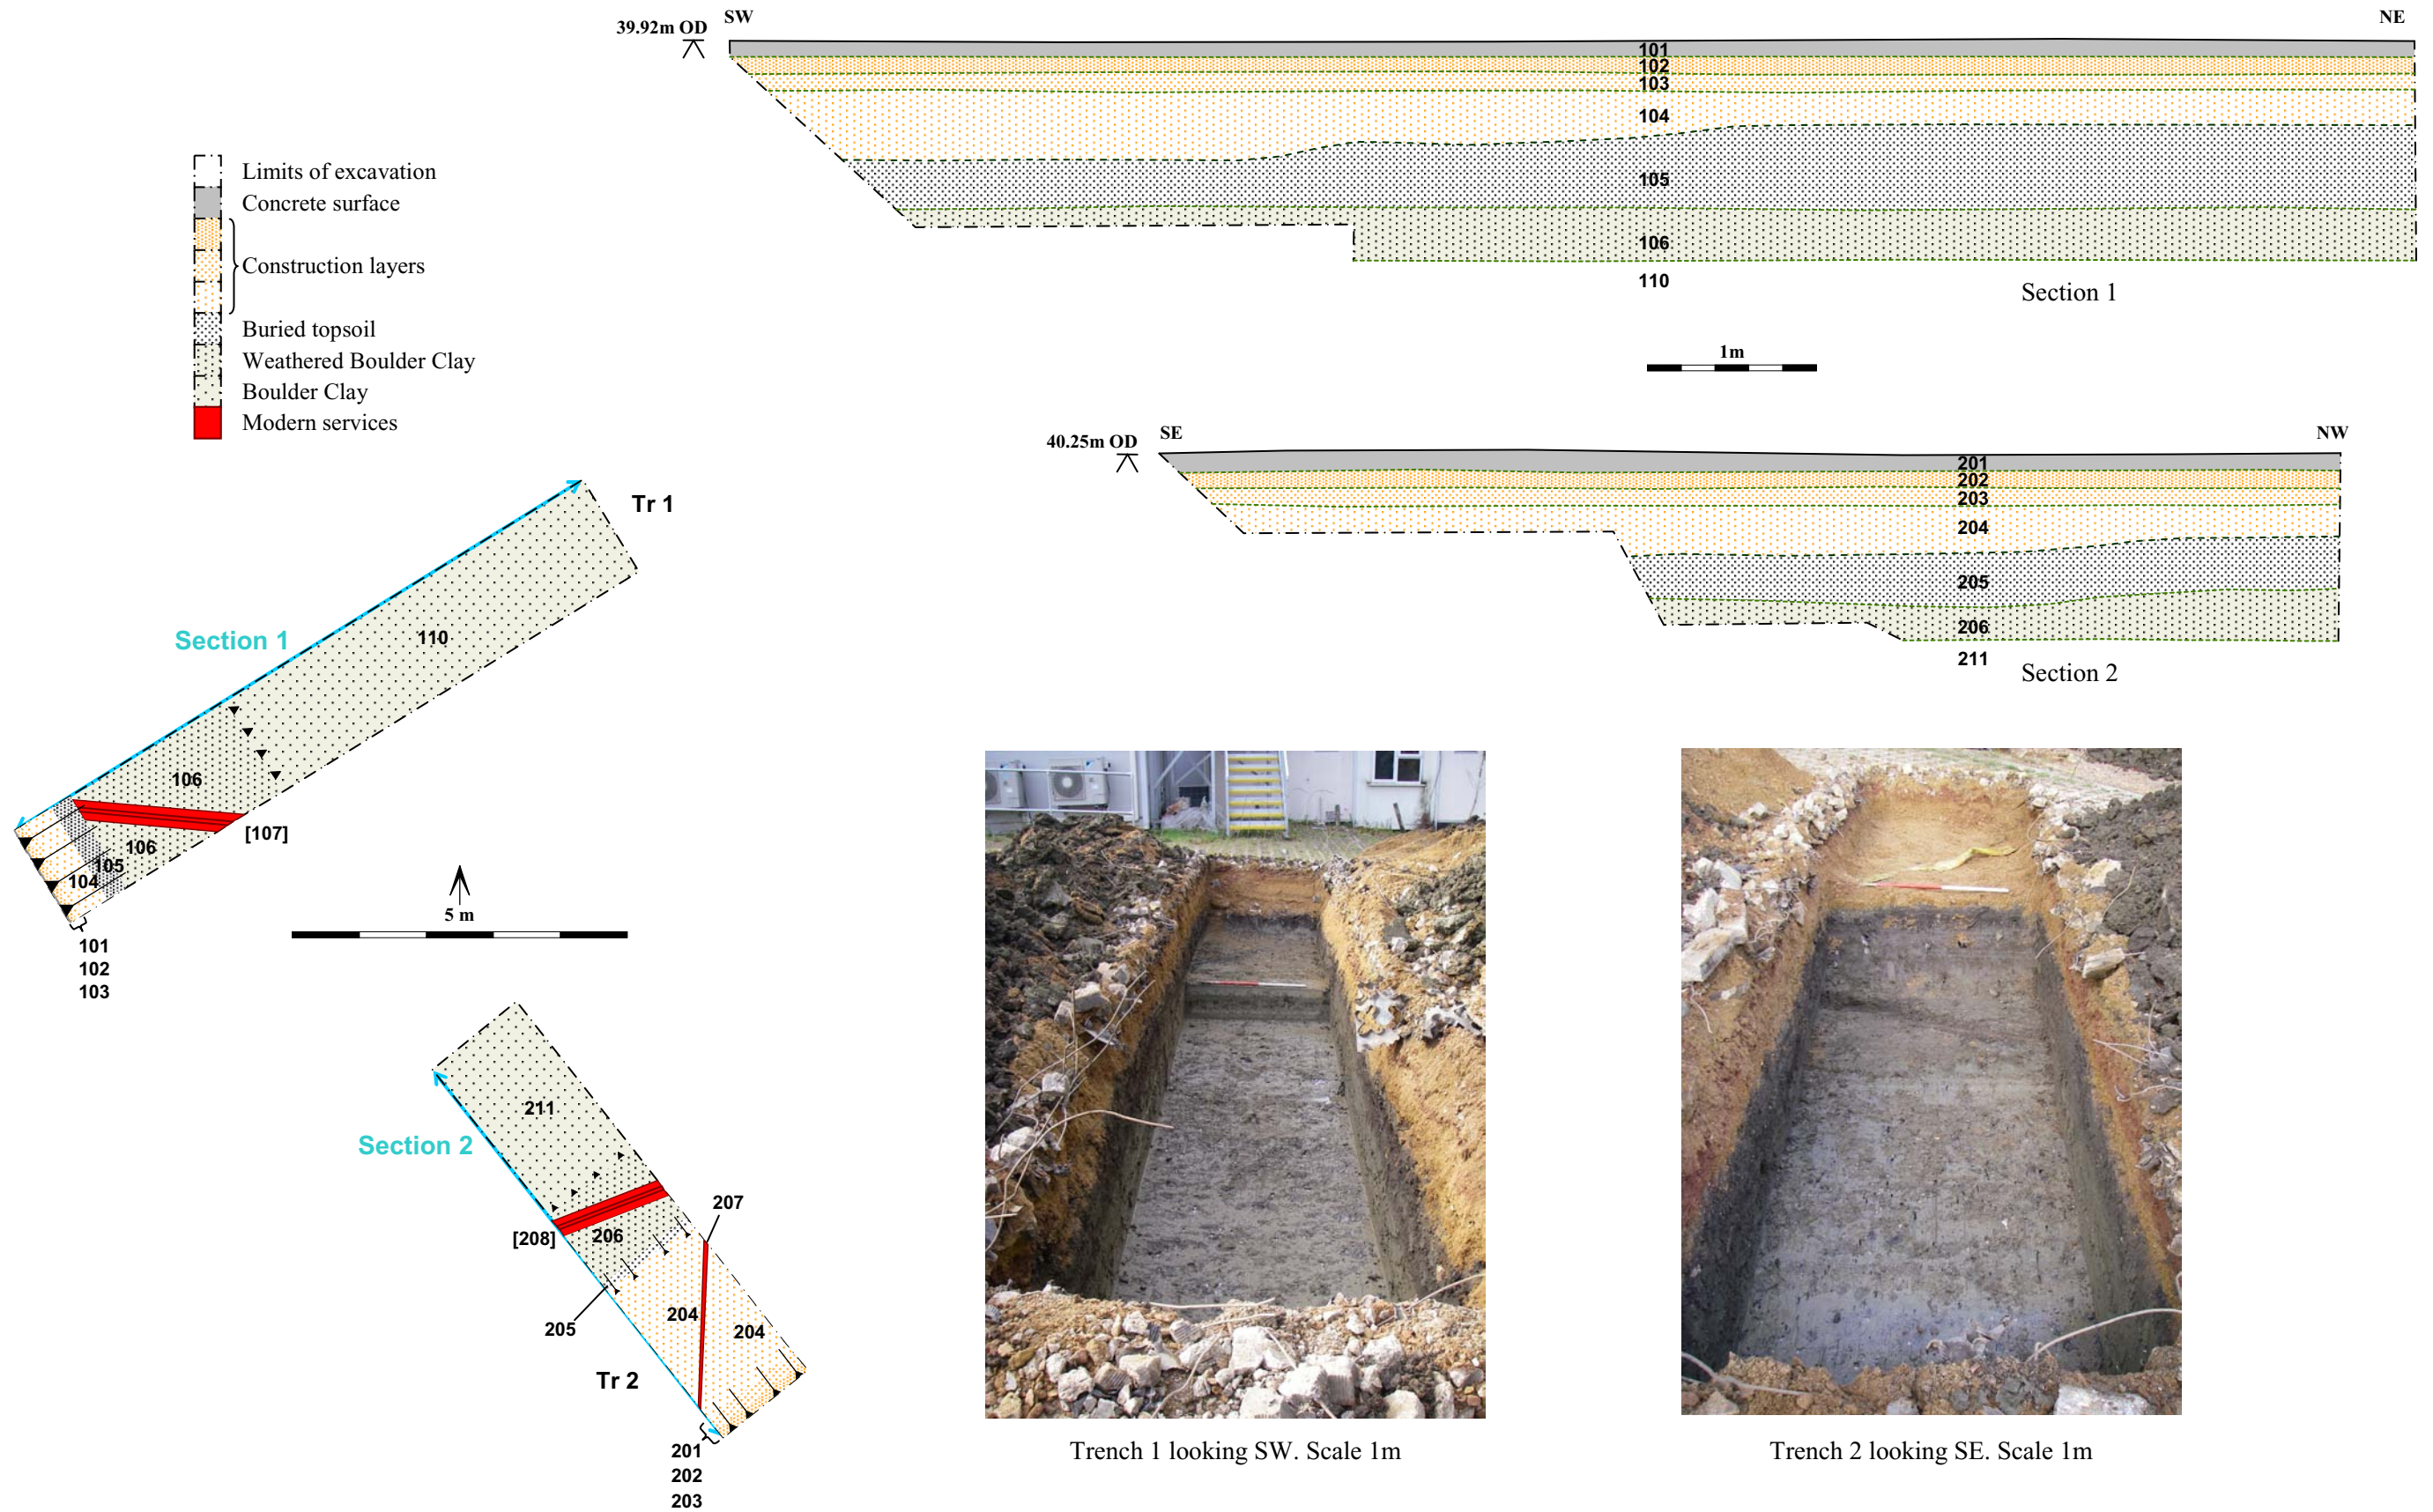 39.92m OD
SW
NE
101
102
103
104
105
106
110
Section 1
1m
Limits of excavation
Concrete surface
Construction layers
Buried topsoil
Weathered Boulder Clay
Boulder Clay
Modern services
40.25m OD
SE
NW
201
202
203
204
205
206
211
Section 2
Tr 1
Section 1
110
106
106
105
104
[107]
101
102
103
5 m
211
Section 2
207
[208]
206
204
204
205
Tr 2
201
202
203
Trench 1 looking SW. Scale 1m
Trench 2 looking SE. Scale 1m